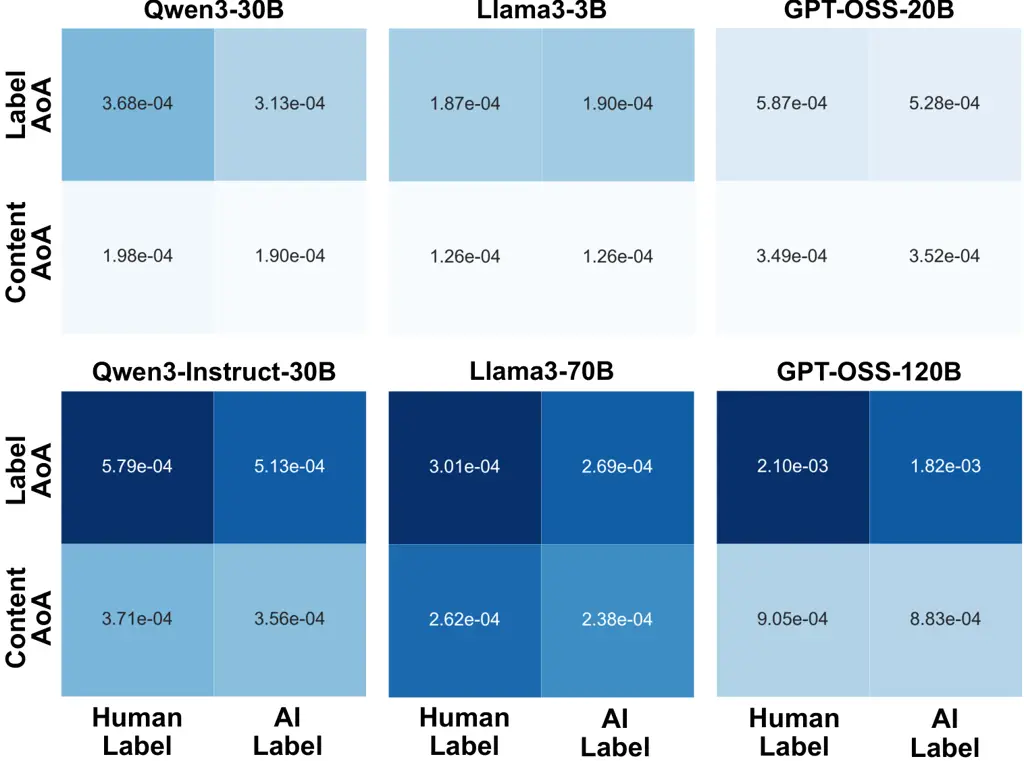 Qwen3-30B Llama3-3B GPT-OSS-20B
Label AoA 3.68e-04 3.13e-04 1.87e-04 1.90e-04 5.87e-04 5.28e-04
Content AoA 1.98e-04 1.90e-04 1.26e-04 1.26e-04 3.49e-04 3.52e-04
Qwen3-Instruct-30B Llama3-70B GPT-OSS-120B
Label AoA 5.79e-04 5.13e-04 3.01e-04 2.69e-04 2.10e-03 1.82e-03
Content AoA 3.71e-04 3.56e-04 2.62e-04 2.38e-04 9.05e-04 8.83e-04
Human AI Human AI Human AI
Label Label Label Label Label Label